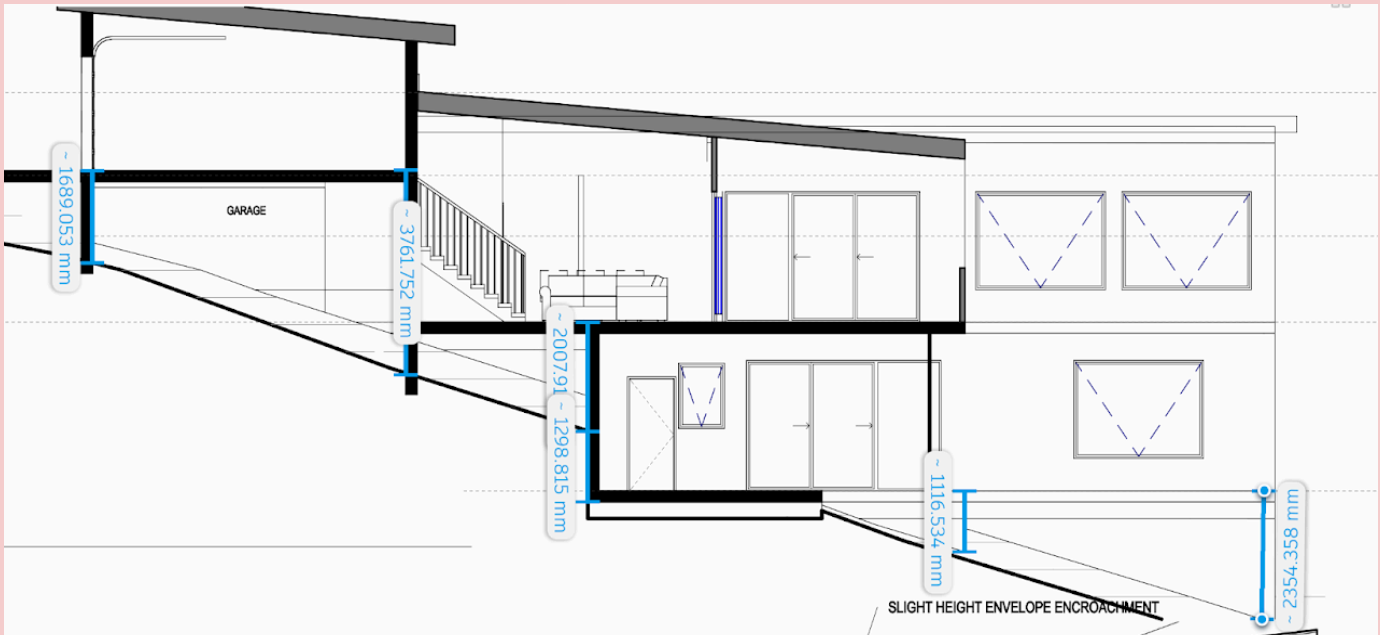 ~ 1689.053 mm
GARAGE
~ 3761.752 mm
~ 2007.91
~ 1298.815 mm
~ 1116.534 mm
~ 2354.358 mm
SLIGHT HEIGHT ENVELOPE ENCROACHMENT